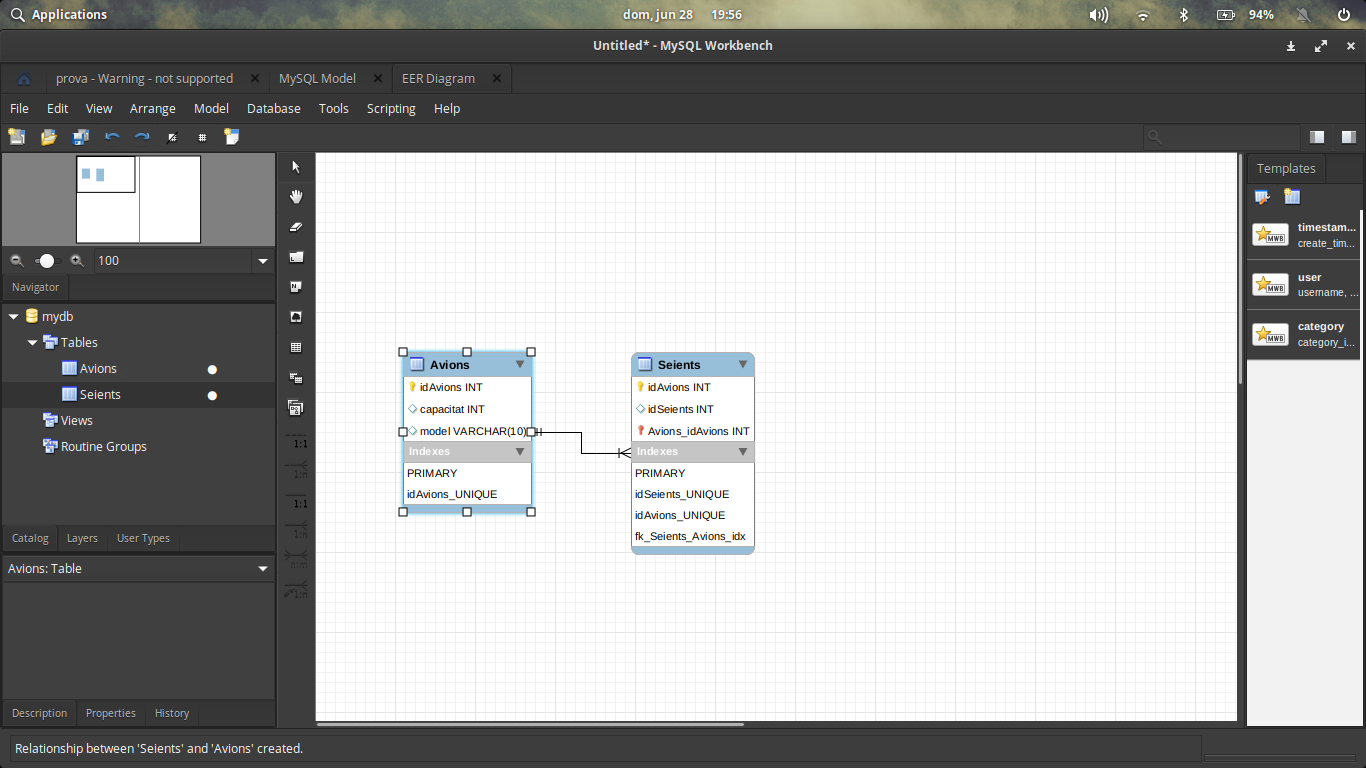 Applications
dom, jun 28 19:56
94%
Untitled* - MySQL Workbench
prova - Warning - not supported
MySQL Model
EER Diagram
File Edit View Arrange Model Database Tools Scripting Help
100
Navigator
mydb
Tables
Avions
Seients
Views
Routine Groups
Catalog Layers User Types
Avions: Table
Description Properties History
1:1
1:n
1:1
1:n
n:m
1:n
Avions
idAvions INT
capacitat INT
model VARCHAR(10)
Indexes
PRIMARY
idAvions_UNIQUE
Seients
idAvions INT
idSeients INT
Avions_idAvions INT
Indexes
PRIMARY
idSeients_UNIQUE
idAvions_UNIQUE
fk_Seients_Avions_idx
Templates
MWB
timestam...
create_tim...
MWB
user
username, ...
MWB
category
category_i...
Relationship between 'Seients' and 'Avions' created.